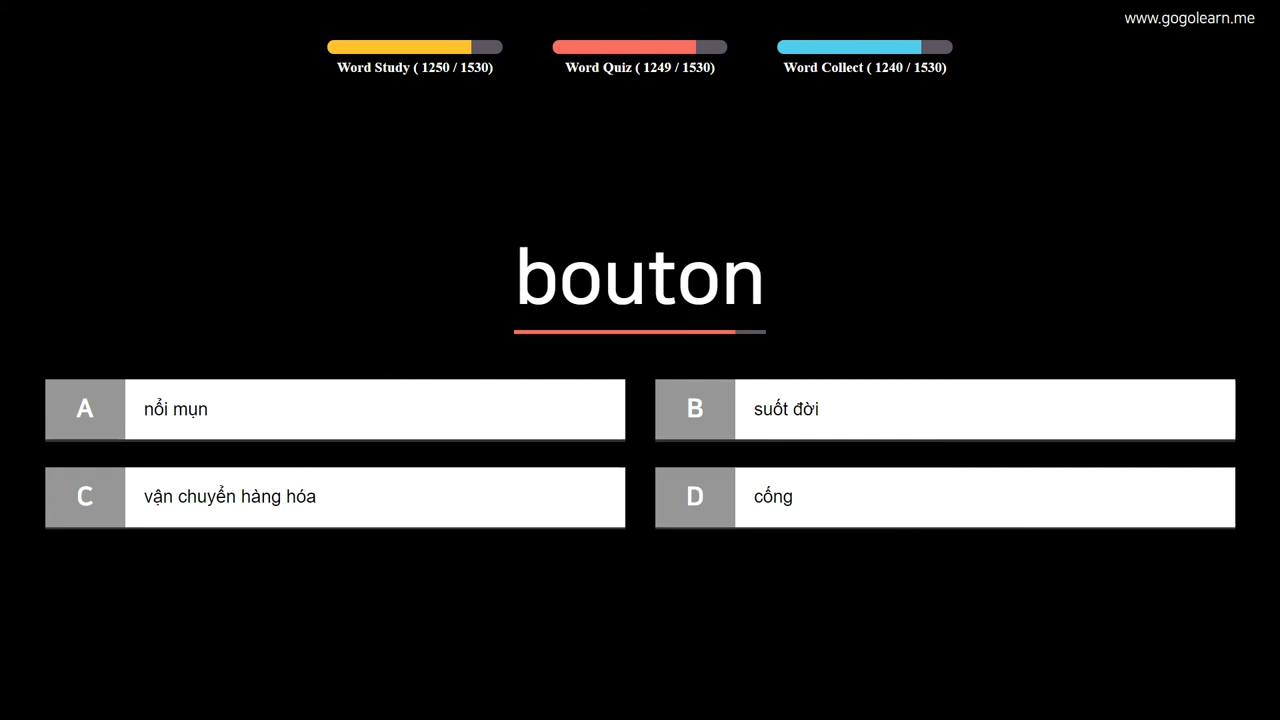 www.gogolearn.me
Word Study ( 1250 / 1530)
Word Quiz ( 1249 / 1530)
Word Collect ( 1240 / 1530)
bouton
A nổi mụn
B suốt đời
C vận chuyển hàng hóa
D cống